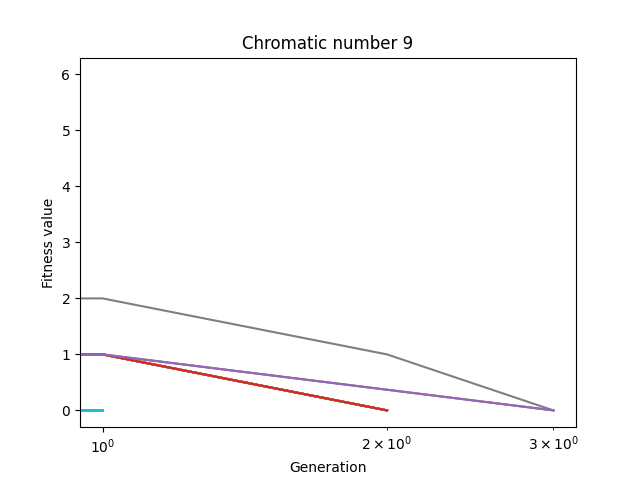 Chromatic number 9
Fitness value
6
5
4
3
2
1
0
10⁰
2 × 10⁰
3 × 10⁰
Generation